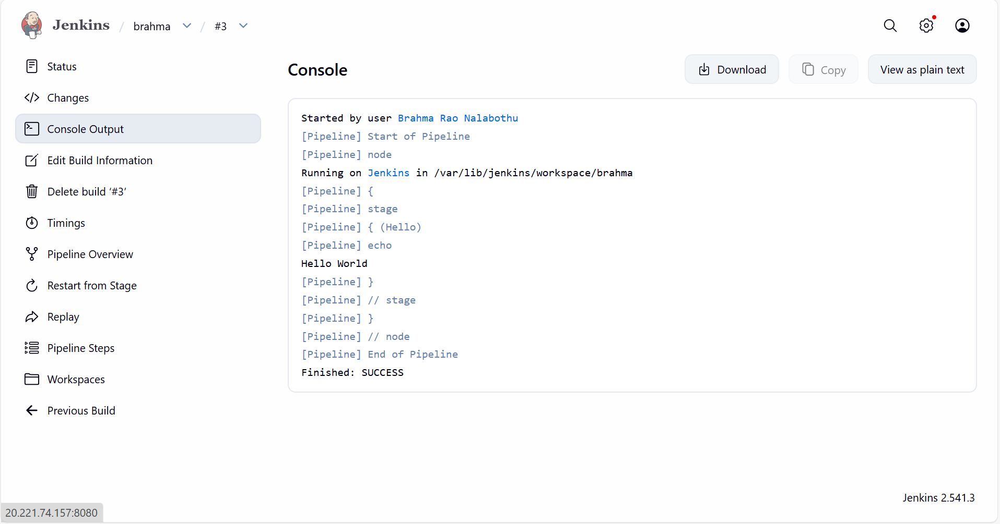 Jenkins / brahma / #3
Status
Changes
Console Output
Edit Build Information
Delete build ‘#3’
Timings
Pipeline Overview
Restart from Stage
Replay
Pipeline Steps
Workspaces
Previous Build
Console
Download
Copy
View as plain text
Started by user Brahma Rao Nalabothu
[Pipeline] Start of Pipeline
[Pipeline] node
Running on Jenkins in /var/lib/jenkins/workspace/brahma
[Pipeline] {
[Pipeline] stage
[Pipeline] { (Hello)
[Pipeline] echo
Hello World
[Pipeline] }
[Pipeline] // stage
[Pipeline] }
[Pipeline] // node
[Pipeline] End of Pipeline
Finished: SUCCESS
Jenkins 2.541.3
20.221.74.157:8080